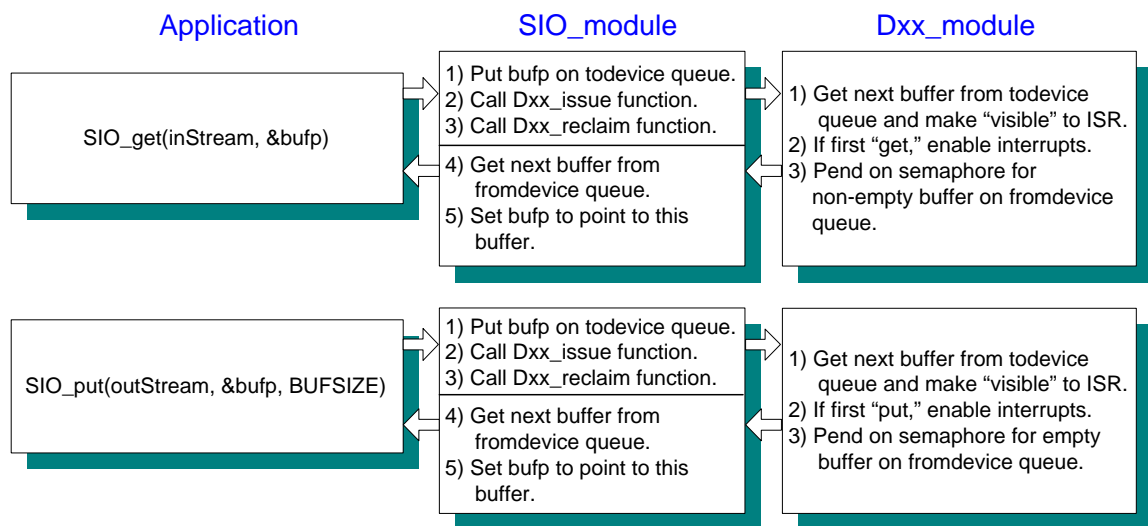 Application
SIO_module
Dxx_module
SIO_get(inStream, &bufp)
1) Put bufp on todevice queue.
2) Call Dxx_issue function.
3) Call Dxx_reclaim function.
4) Get next buffer from
fromdevice queue.
5) Set bufp to point to this
buffer.
1) Get next buffer from todevice
queue and make “visible” to ISR.
2) If first “get,” enable interrupts.
3) Pend on semaphore for
non-empty buffer on fromdevice
queue.
SIO_put(outStream, &bufp, BUFSIZE)
1) Put bufp on todevice queue.
2) Call Dxx_issue function.
3) Call Dxx_reclaim function.
4) Get next buffer from
fromdevice queue.
5) Set bufp to point to this
buffer.
1) Get next buffer from todevice
queue and make “visible” to ISR.
2) If first “put,” enable interrupts.
3) Pend on semaphore for empty
buffer on fromdevice queue.